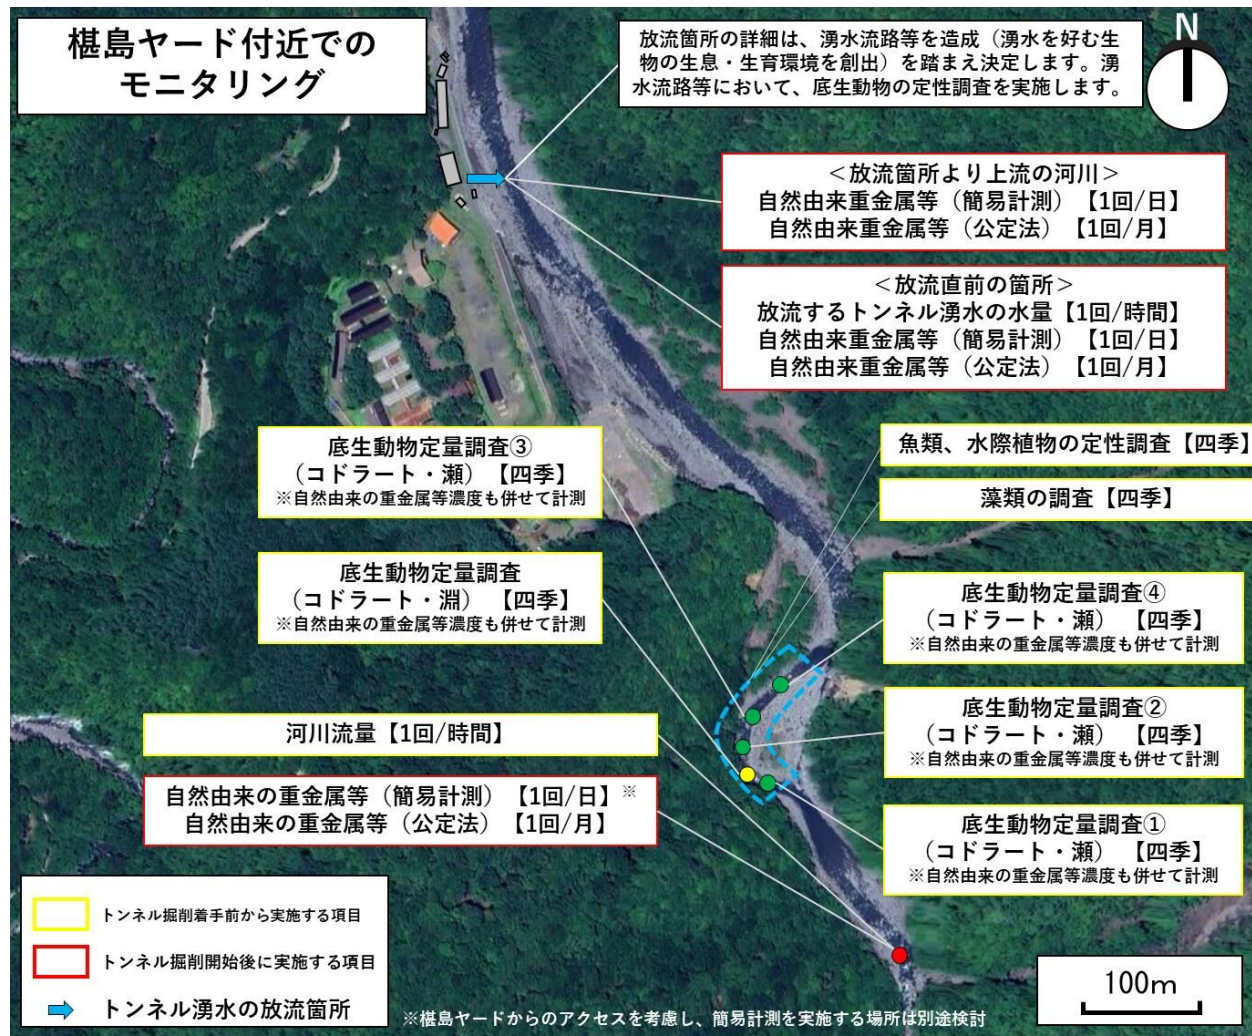 椹島ヤード付近での
モニタリング
放流箇所の詳細は、湧水流路等を造成（湧水を好む生
物の生息・生育環境を創出）を踏まえ決定します。湧
水流路等において、底生動物の定性調査を実施します。
N
＜放流箇所より上流の河川＞
自然由来重金属等（簡易計測）【1回/日】
自然由来重金属等（公定法）【1回/月】
＜放流直前の箇所＞
放流するトンネル湧水の水量【1回/時間】
自然由来重金属等（簡易計測）【1回/日】
自然由来重金属等（公定法）【1回/月】
底生動物定量調査③
（コドラート・瀬）【四季】
※自然由来の重金属等濃度も併せて計測
魚類、水際植物の定性調査【四季】
藻類の調査【四季】
底生動物定量調査
（コドラート・淵）【四季】
※自然由来の重金属等濃度も併せて計測
底生動物定量調査④
（コドラート・瀬）【四季】
※自然由来の重金属等濃度も併せて計測
底生動物定量調査②
（コドラート・瀬）【四季】
※自然由来の重金属等濃度も併せて計測
河川流量【1回/時間】
自然由来の重金属等（簡易計測）【1回/日】※
自然由来の重金属等（公定法）【1回/月】
底生動物定量調査①
（コドラート・瀬）【四季】
※自然由来の重金属等濃度も併せて計測
トンネル掘削着手前から実施する項目
トンネル掘削開始後に実施する項目
トンネル湧水の放流箇所
※椹島ヤードからのアクセスを考慮し、簡易計測を実施する場所は別途検討
100m